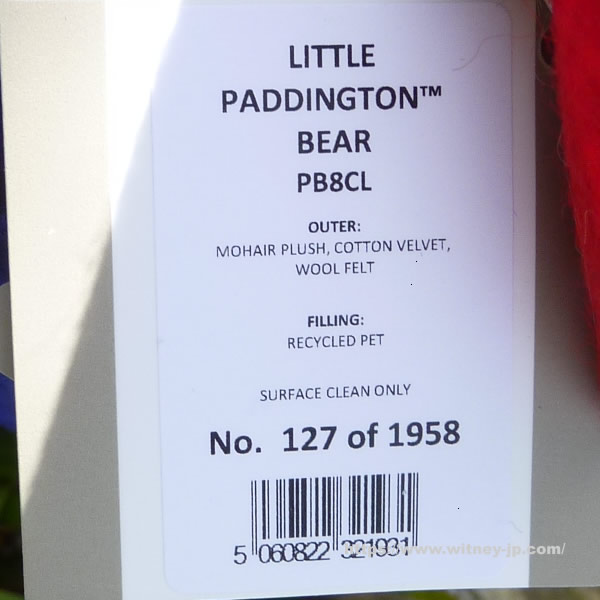 LITTLE
PADDINGTON™
BEAR
PB8CL
OUTER:
MOHAIR PLUSH, COTTON VELVET,
WOOL FELT
FILLING:
RECYCLED PET
SURFACE CLEAN ONLY
No. 127 of 1958
5 060822 321931
https://www.witney-jp.com/